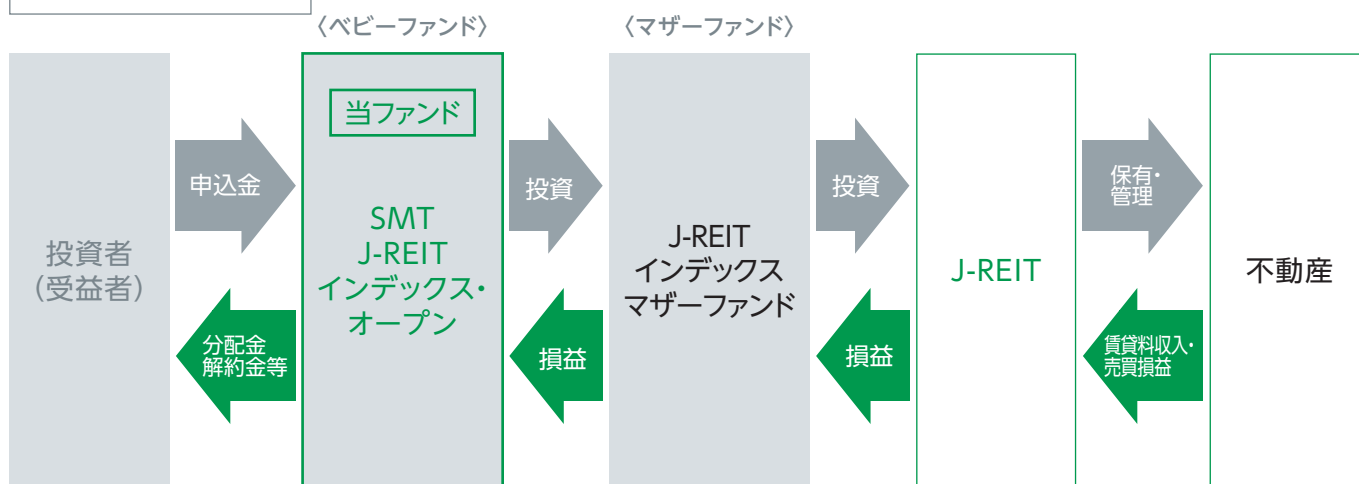 〈ベビーファンド〉
〈マザーファンド〉
投資者
(受益者)
申込金
分配金
解約金等
当ファンド
SMT
J-REIT
インデックス・
オープン
投資
損益
J-REIT
インデックス
マザーファンド
投資
損益
J-REIT
保有・
管理
賃貸料収入・
売買損益
不動産